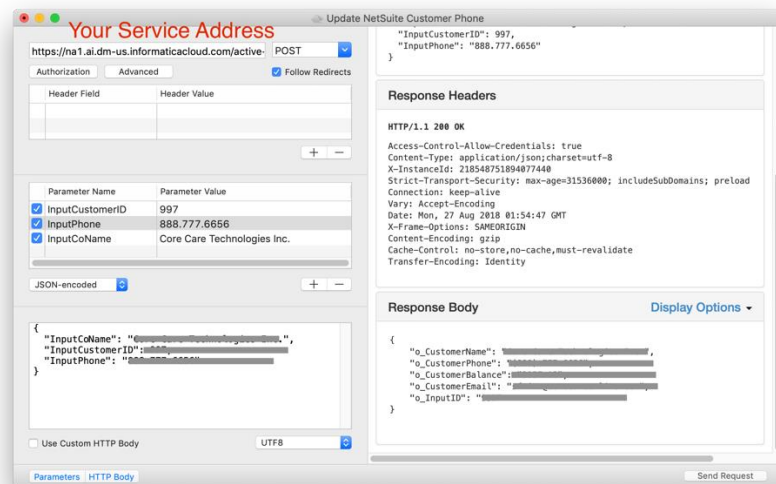 Update NetSuite Customer Phone
Your Service Address
https://na1.ai.dm-us.informaticacloud.com/active- POST
Authorization Advanced Follow Redirects
Header Field Header Value
+ −
Parameter Name Parameter Value
InputCustomerID 997
InputPhone 888.777.6656
InputCoName Core Care Technologies Inc.
JSON-encoded + −
{
"InputCoName": "
"InputCustomerID":
"InputPhone": "
}
Use Custom HTTP Body UTF8
Parameters HTTP Body
"InputCustomerID": 997,
"InputPhone": "888.777.6656"
}
Response Headers
HTTP/1.1 200 OK
Access-Control-Allow-Credentials: true
Content-Type: application/json;charset=utf-8
X-InstanceId: 218548751894077440
Strict-Transport-Security: max-age=31536000; includeSubDomains; preload
Connection: keep-alive
Vary: Accept-Encoding
Date: Mon, 27 Aug 2018 01:54:47 GMT
X-Frame-Options: SAMEORIGIN
Content-Encoding: gzip
Cache-Control: no-store,no-cache,must-revalidate
Transfer-Encoding: Identity
Response Body Display Options
{
"o_CustomerName": "
"o_CustomerPhone": "
"o_CustomerBalance":
"o_CustomerEmail": "
"o_InputID": "
}
Send Request